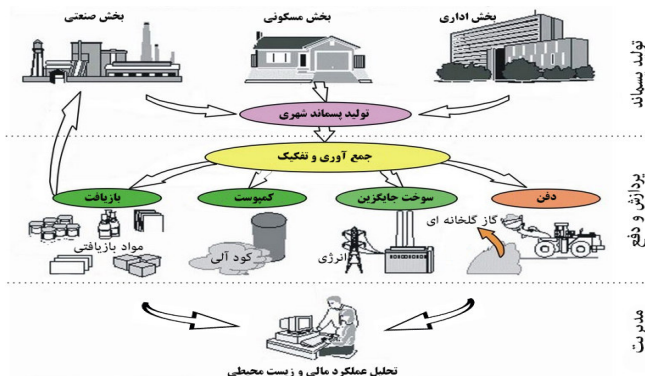 بخش اداری
بخش مسکونی
بخش صنعتی
تولید پسماند
تولید پسماند شهری
جمع آوری و تفکیک
دفن
سوخت جایگزین
کمپوست
بازیافت
پردازش و دفع
گاز گلخانه ای
انرژی
کود آلی
مواد بازیافتی
مدیریت
تحلیل عملکرد مالی و زیست محیطی